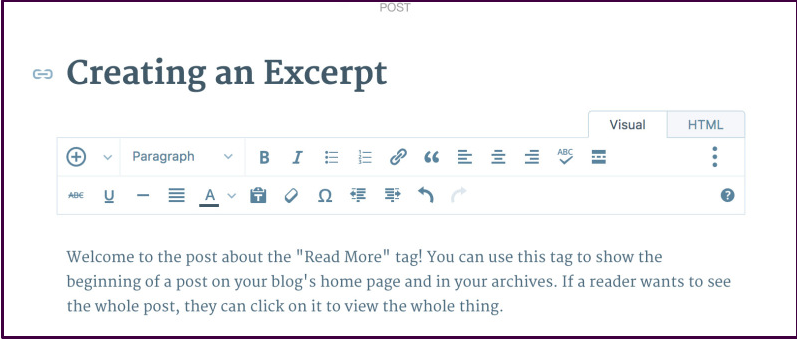 POST
Creating an Excerpt
Visual HTML
Paragraph B I ABC
ABC U A T Ω ?
Welcome to the post about the "Read More" tag! You can use this tag to show the
beginning of a post on your blog's home page and in your archives. If a reader wants to see
the whole post, they can click on it to view the whole thing.